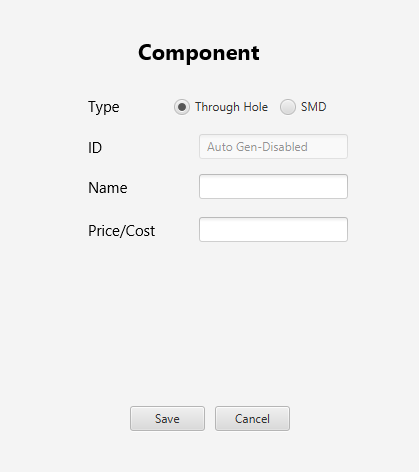 Component
Type Through Hole SMD
ID Auto Gen-Disabled
Name
Price/Cost
Save Cancel